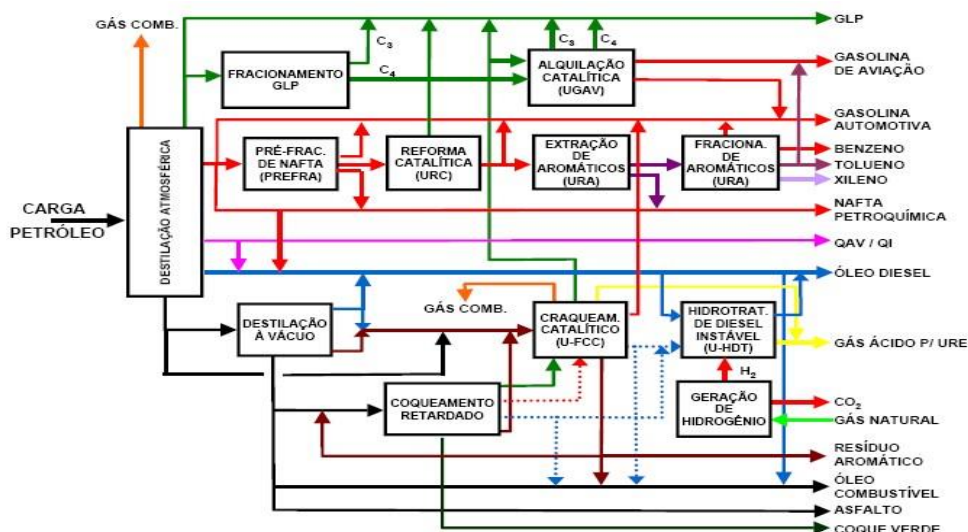 GÁS COMB.
GLP
C3
C3
C4
C4
FRACIONAMENTO
GLP
ALQUILAÇÃO
CATALÍTICA
(UGAV)
GASOLINA
DE AVIAÇÃO
GASOLINA
AUTOMOTIVA
DESTILAÇÃO ATMOSFÉRICA
PRÉ-FRAC.
DE NAFTA
(PREFRA)
REFORMA
CATALÍTICA
(URC)
EXTRAÇÃO
DE
AROMÁTICOS
(URA)
FRACIONA.
DE
AROMÁTICOS
(URA)
BENZENO
TOLUENO
XILENO
CARGA
PETRÓLEO
NAFTA
PETROQUÍMICA
QAV / QI
ÓLEO DIESEL
GÁS COMB.
DESTILAÇÃO
À VÁCUO
CRAQUEAM.
CATALÍTICO
(U-FCC)
HIDROTRAT.
DE DIESEL
INSTÁVEL
(U-HDT)
GÁS ÁCIDO P/ URE
H2
COQUEAMENTO
RETARDADO
GERAÇÃO
DE
HIDROGÊNIO
CO2
GÁS NATURAL
RESÍDUO
AROMÁTICO
ÓLEO
COMBUSTÍVEL
ASFALTO
COQUE VERDE